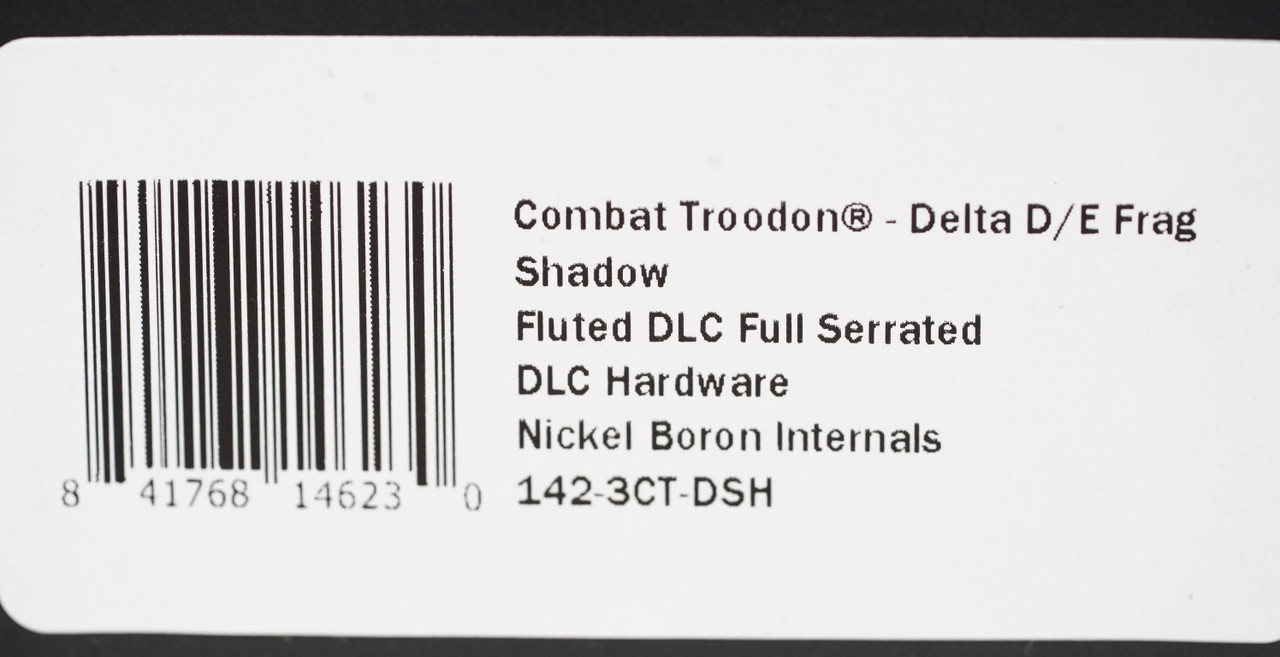 Combat Troodon® - Delta D/E Frag
Shadow
Fluted DLC Full Serrated
DLC Hardware
Nickel Boron Internals
142-3CT-DSH
8 41768 14623 0